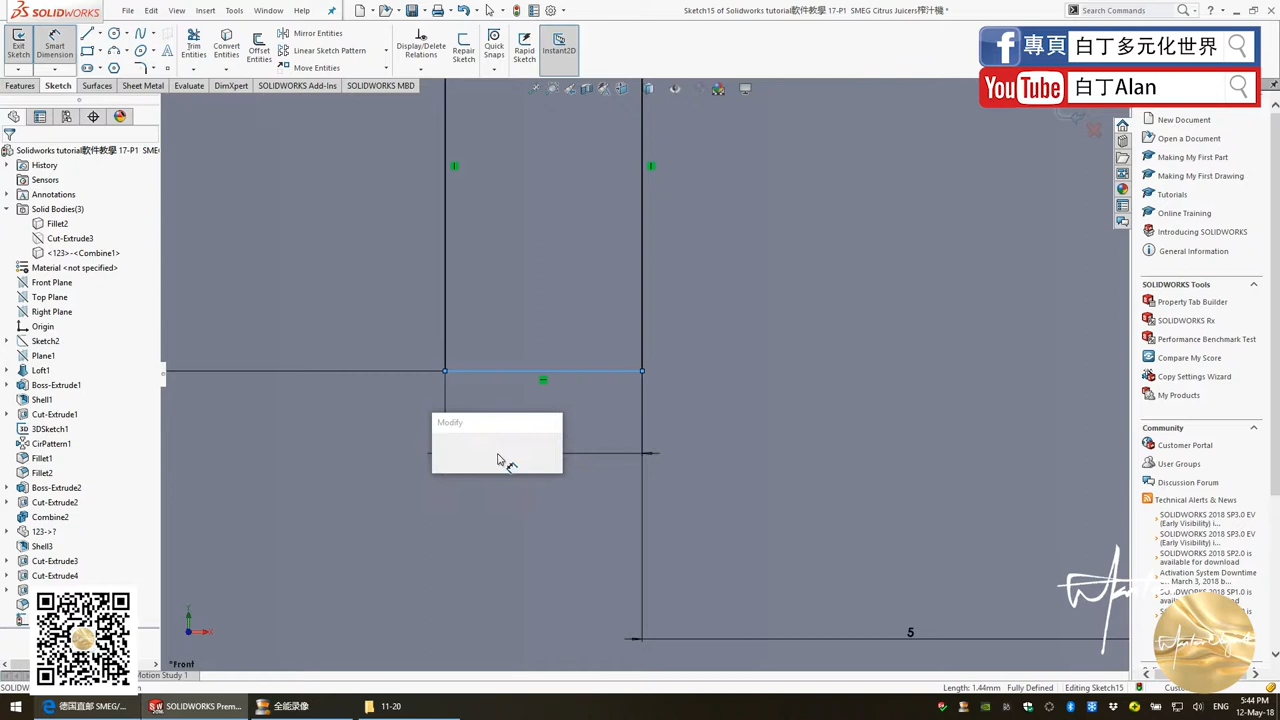 SOLIDWORKS
File Edit View Insert Tools Window Help
Sketch15 of Solidworks tutorial軟件教學 17-P1 SMEG Citrus Juicers榨汁機 *
Search Commands
Exit Sketch
Smart Dimension
Trim Entities
Convert Entities
Offset Entities
Mirror Entities
Linear Sketch Pattern
Move Entities
Display/Delete Relations
Repair Sketch
Quick Snaps
Rapid Sketch
Instant2D
專頁 白丁多元化世界
YouTube 白丁Alan
Features Sketch Surfaces Sheet Metal Evaluate DimXpert SOLIDWORKS Add-Ins SOLIDWORKS MBD
Solidworks tutorial軟件教學 17-P1 SME
History
Sensors
Annotations
Solid Bodies(3)
Fillet2
Cut-Extrude3
<123>-<Combine1>
Material <not specified>
Front Plane
Top Plane
Right Plane
Origin
Sketch2
Plane1
Loft1
Boss-Extrude1
Shell1
Cut-Extrude1
3DSketch1
CirPattern1
Fillet1
Fillet2
Boss-Extrude2
Cut-Extrude2
Combine2
123->?
Shell3
Cut-Extrude3
Cut-Extrude4
Modify
5
*Front
Motion Study 1
New Document
Open a Document
Making My First Part
Making My First Drawing
Tutorials
Online Training
Introducing SOLIDWORKS
General Information
SOLIDWORKS Tools
Property Tab Builder
SOLIDWORKS Rx
Performance Benchmark Test
Compare My Score
Copy Settings Wizard
My Products
Community
Customer Portal
User Groups
Discussion Forum
Technical Alerts & News
SOLIDWORKS 2018 SP3.0 EV
(Early Visibility) i...
SOLIDWORKS 2018 SP3.0 EV
(Early Visibility) i...
SOLIDWORKS 2018 SP2.0 is
available for download
Activation System Downtime
March 3, 2018 b...
Length: 1.44mm Fully Defined Editing Sketch15
德国直邮 SMEG/...
SOLIDWORKS Prem...
全能录像
11-20
ENG
5:44 PM
12-May-18